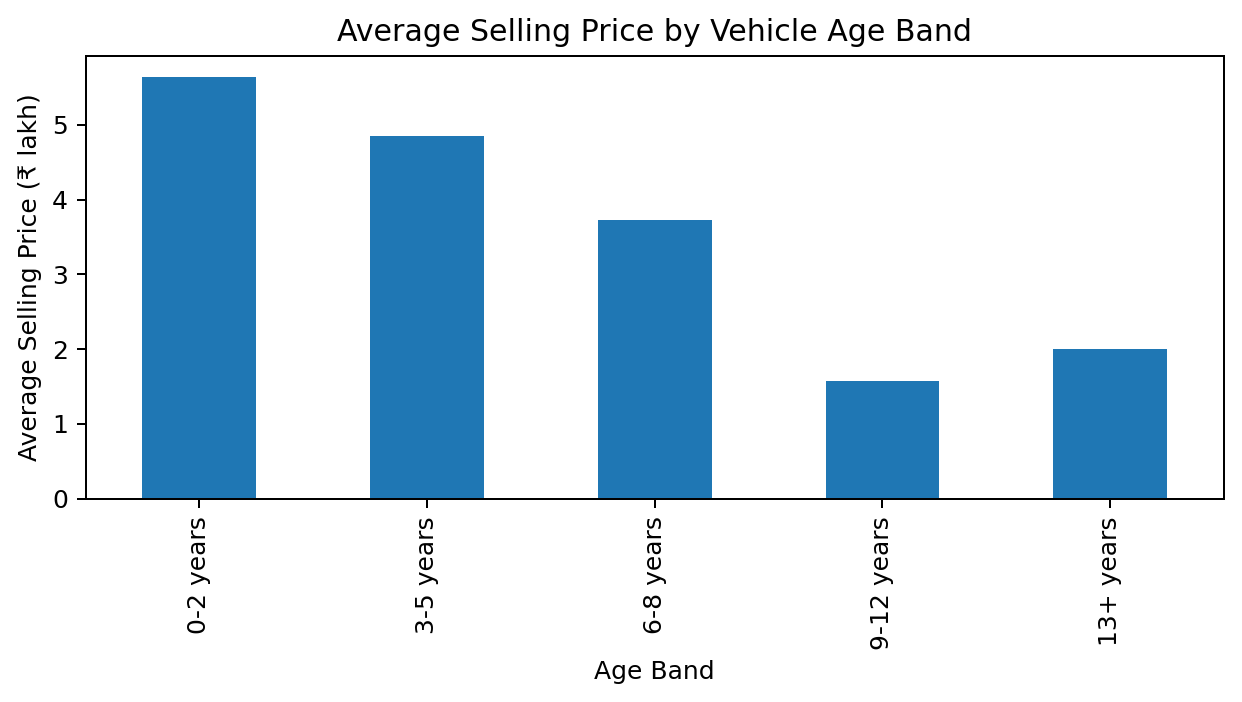 Average Selling Price by Vehicle Age Band
Average Selling Price (₹ lakh)
5
4
3
2
1
0
0-2 years
3-5 years
6-8 years
9-12 years
13+ years
Age Band